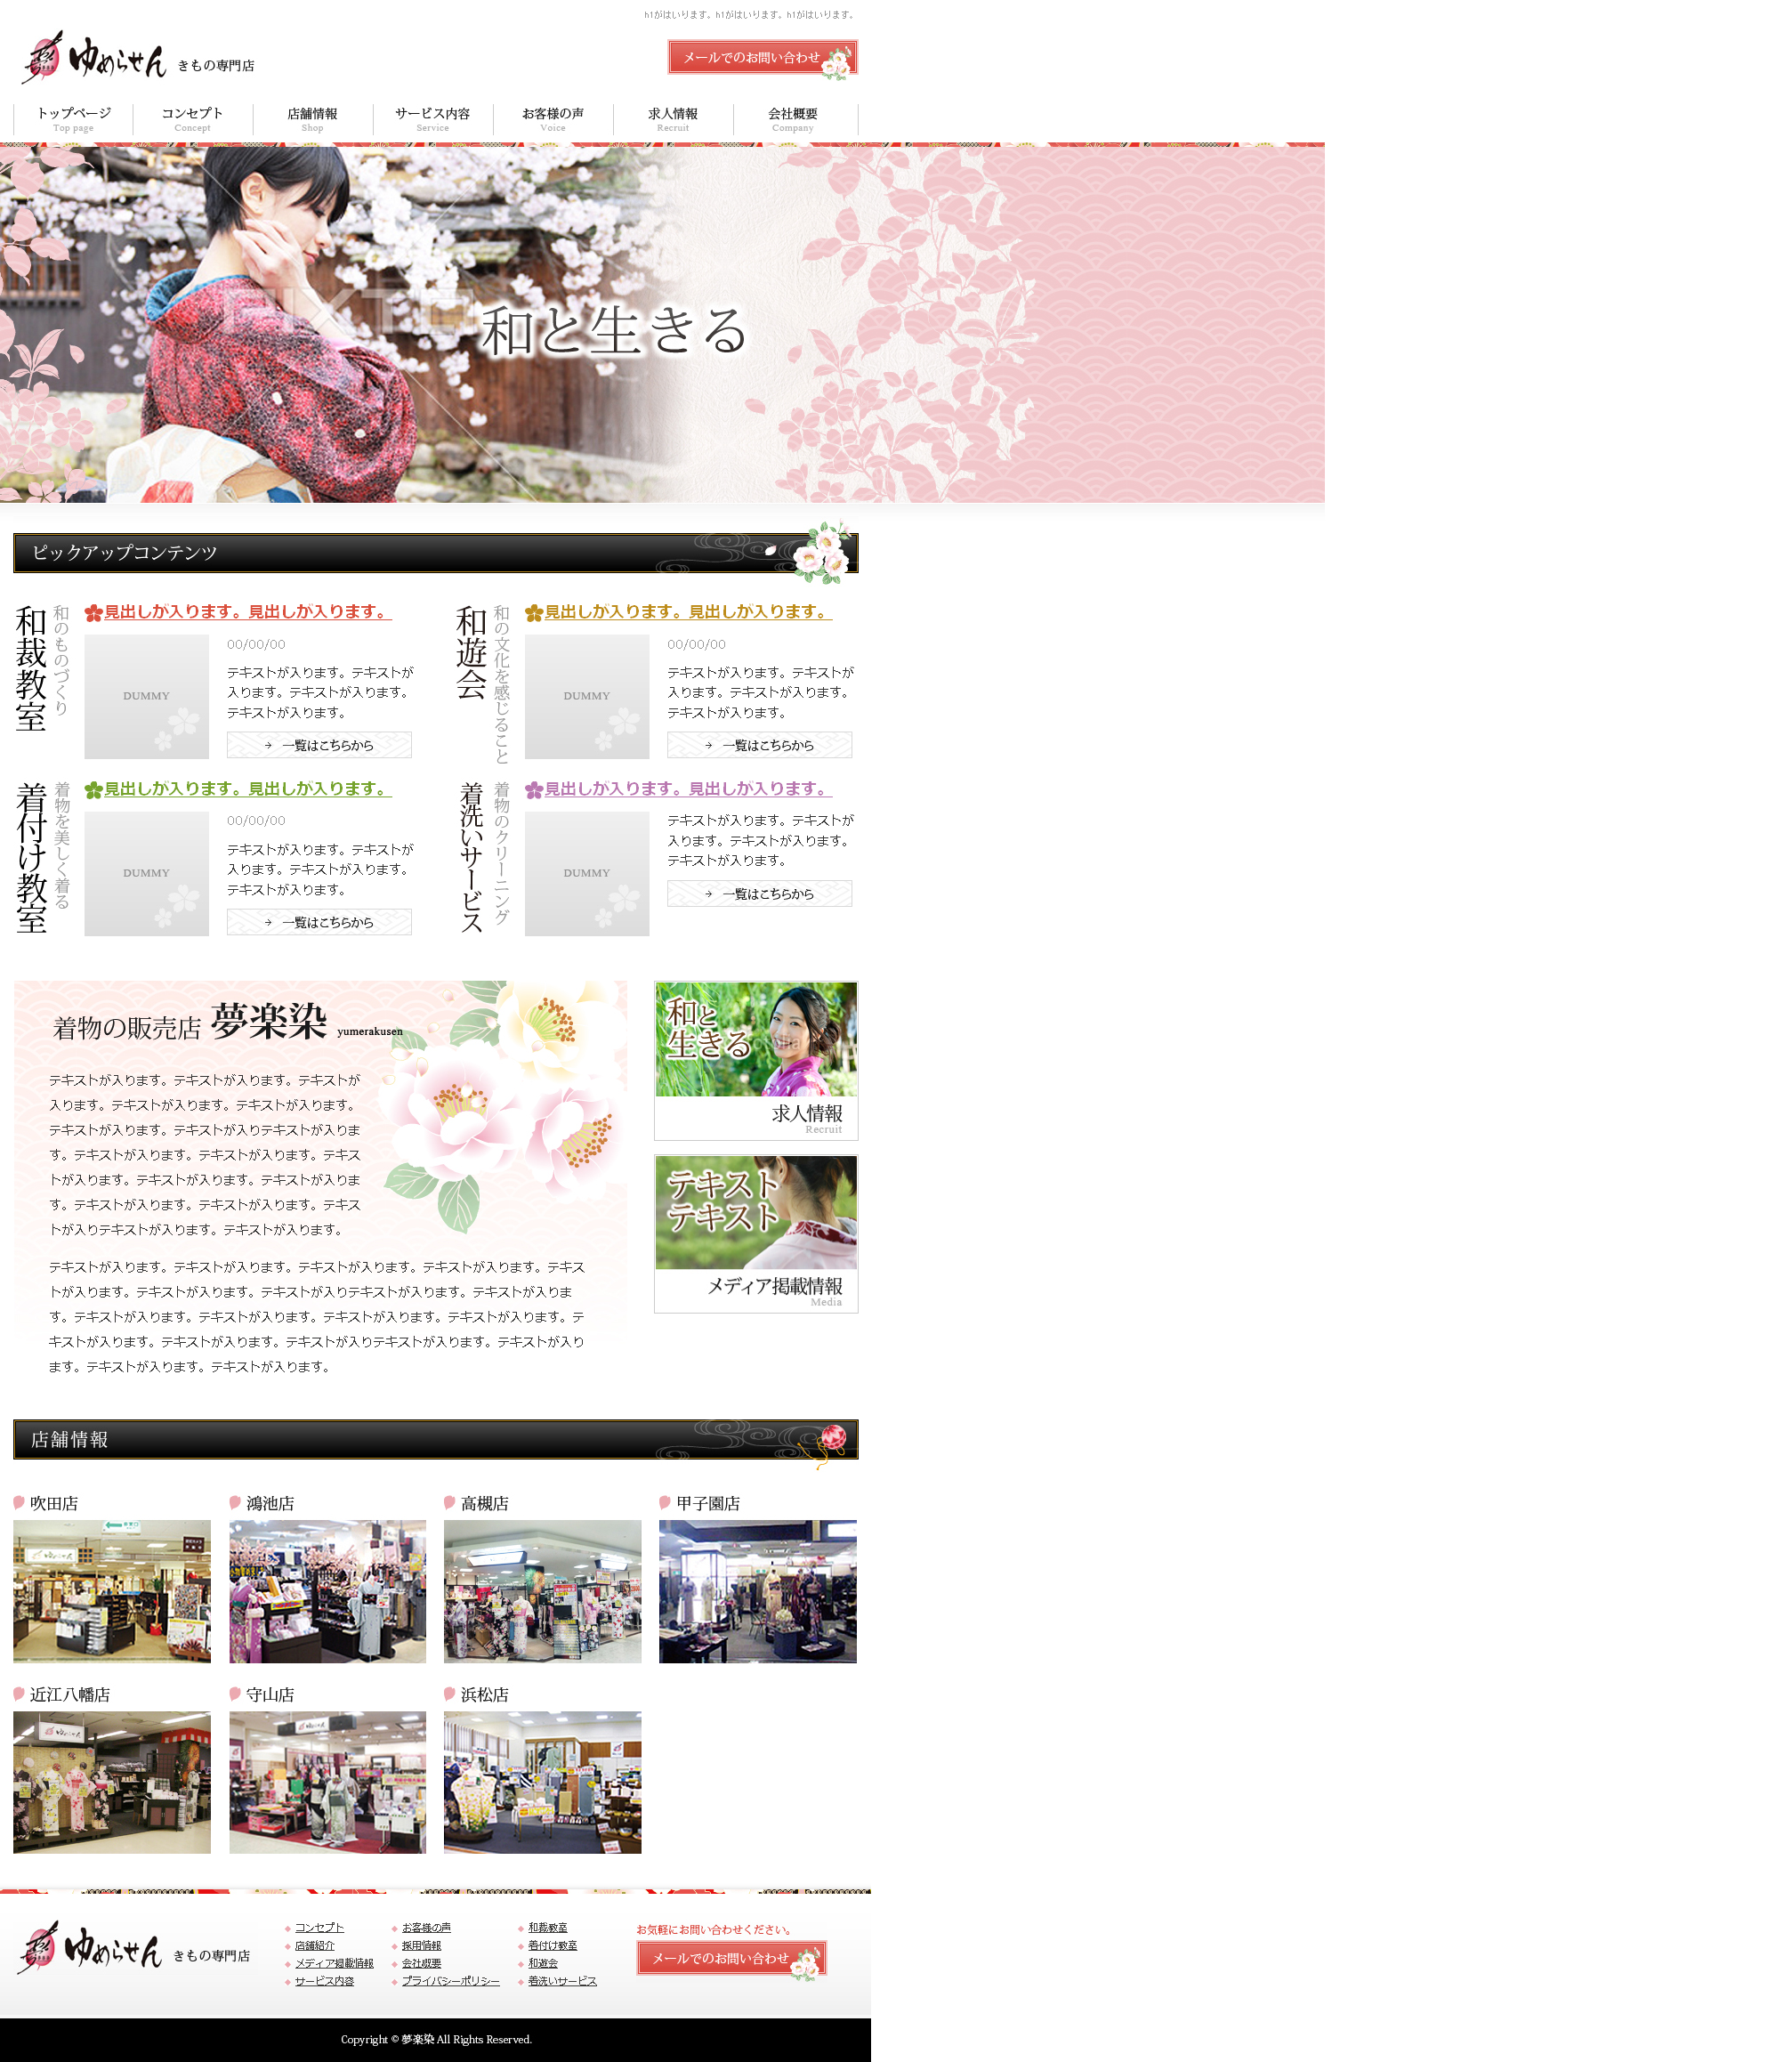 h1がはいります。h1がはいります。h1がはいります。
ゆめらせん きもの専門店
メールでのお問い合わせ
トップページ コンセプト 店舗情報 サービス内容 お客様の声 求人情報 会社概要
Top page Concept Shop Service Voice Recruit Company
PIXTA
和と生きる
ピックアップコンテンツ
和裁教室
和のものづくり
見出しが入ります。見出しが入ります。
DUMMY
00/00/00
テキストが入ります。テキストが
入ります。テキストが入ります。
テキストが入ります。
一覧はこちらから
和遊会
和の文化を感じること
見出しが入ります。見出しが入ります。
DUMMY
00/00/00
テキストが入ります。テキストが
入ります。テキストが入ります。
テキストが入ります。
一覧はこちらから
着付け教室
着物を美しく着る
見出しが入ります。見出しが入ります。
DUMMY
00/00/00
テキストが入ります。テキストが
入ります。テキストが入ります。
テキストが入ります。
一覧はこちらから
着洗いサービス
着物のクリーニング
見出しが入ります。見出しが入ります。
DUMMY
テキストが入ります。テキストが
入ります。テキストが入ります。
テキストが入ります。
一覧はこちらから
着物の販売店 夢楽染 yumerakusen
テキストが入ります。テキストが入ります。テキストが
入ります。テキストが入ります。テキストが入ります。
テキストが入ります。テキストが入りテキストが入りま
す。テキストが入ります。テキストが入ります。テキス
トが入ります。テキストが入ります。テキストが入りま
す。テキストが入ります。テキストが入ります。テキス
トが入りテキストが入ります。テキストが入ります。
テキストが入ります。テキストが入ります。テキストが入ります。テキストが入ります。テキス
トが入ります。テキストが入ります。テキストが入りテキストが入ります。テキストが入りま
す。テキストが入ります。テキストが入ります。テキストが入ります。テキストが入ります。テ
キストが入ります。テキストが入ります。テキストが入りテキストが入ります。テキストが入り
ます。テキストが入ります。テキストが入ります。
和と
生きる
求人情報
Recruit
テキスト
テキスト
メディア掲載情報
Media
店舗情報
吹田店 鴻池店 高槻店 甲子園店
近江八幡店 守山店 浜松店
ゆめらせん きもの専門店
コンセプト
店舗紹介
メディア掲載情報
サービス内容
お客様の声
採用情報
会社概要
プライバシーポリシー
和裁教室
着付け教室
和遊会
着洗いサービス
お気軽にお問い合わせください。
メールでのお問い合わせ
Copyright © 夢楽染 All Rights Reserved.